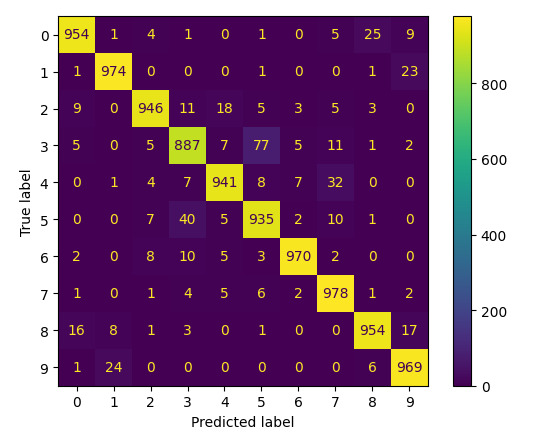 0 954 1 4 1 0 1 0 5 25 9
1 1 974 0 0 0 1 0 0 1 23
2 9 0 946 11 18 5 3 5 3 0
3 5 0 5 887 7 77 5 11 1 2
4 0 1 4 7 941 8 7 32 0 0
5 0 0 7 40 5 935 2 10 1 0
6 2 0 8 10 5 3 970 2 0 0
7 1 0 1 4 5 6 2 978 1 2
8 16 8 1 3 0 1 0 0 954 17
9 1 24 0 0 0 0 0 0 6 969
0 1 2 3 4 5 6 7 8 9
Predicted label
True label
800
600
400
200
0